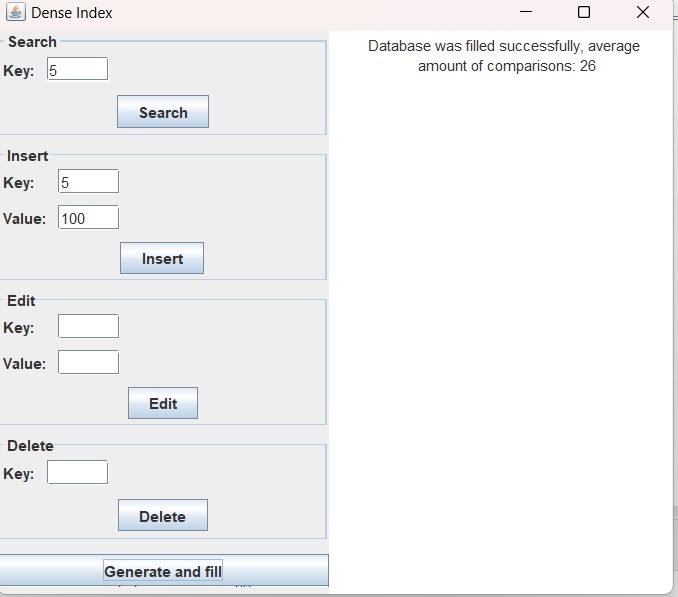 Dense Index
Search
Key: 5
Search
Insert
Key: 5
Value: 100
Insert
Edit
Key:
Value:
Edit
Delete
Key:
Delete
Generate and fill
Database was filled successfully, average
amount of comparisons: 26